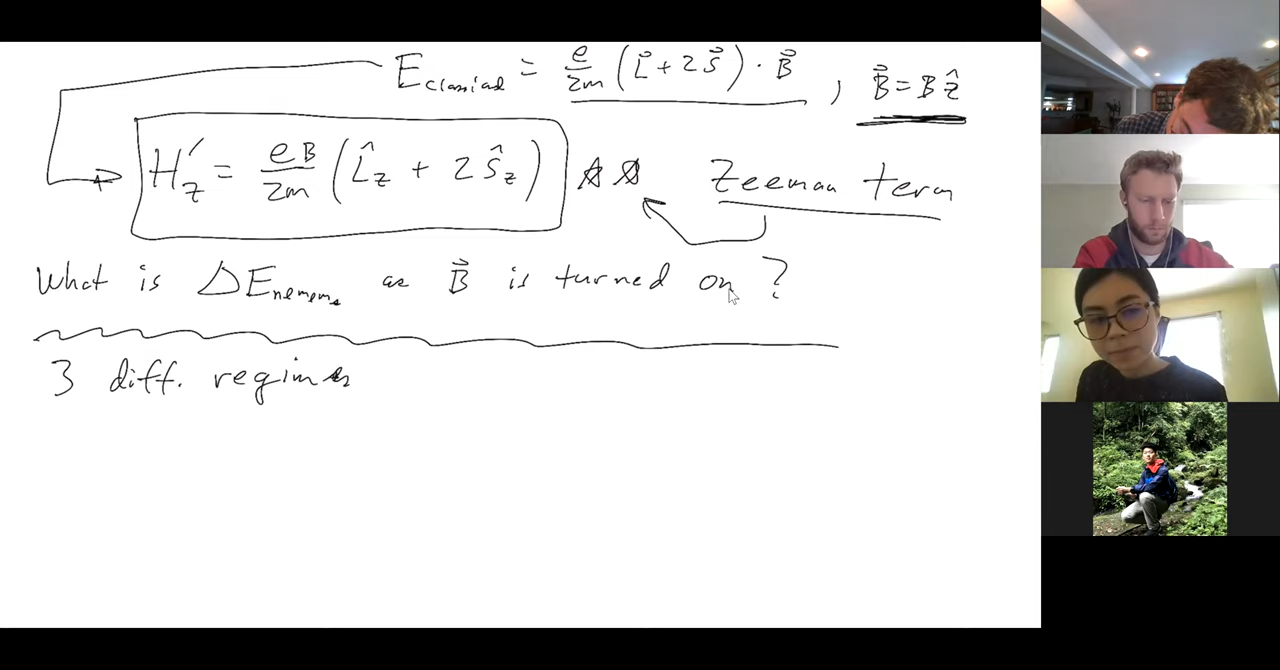 E_classical = e/2m (L⃗ + 2S⃗) · B⃗ , B⃗ = B ẑ
H'_z = eB/2m (L̂_z + 2Ŝ_z) Zeeman term
What is ΔE as B⃗ is turned on ?
3 diff. regimes